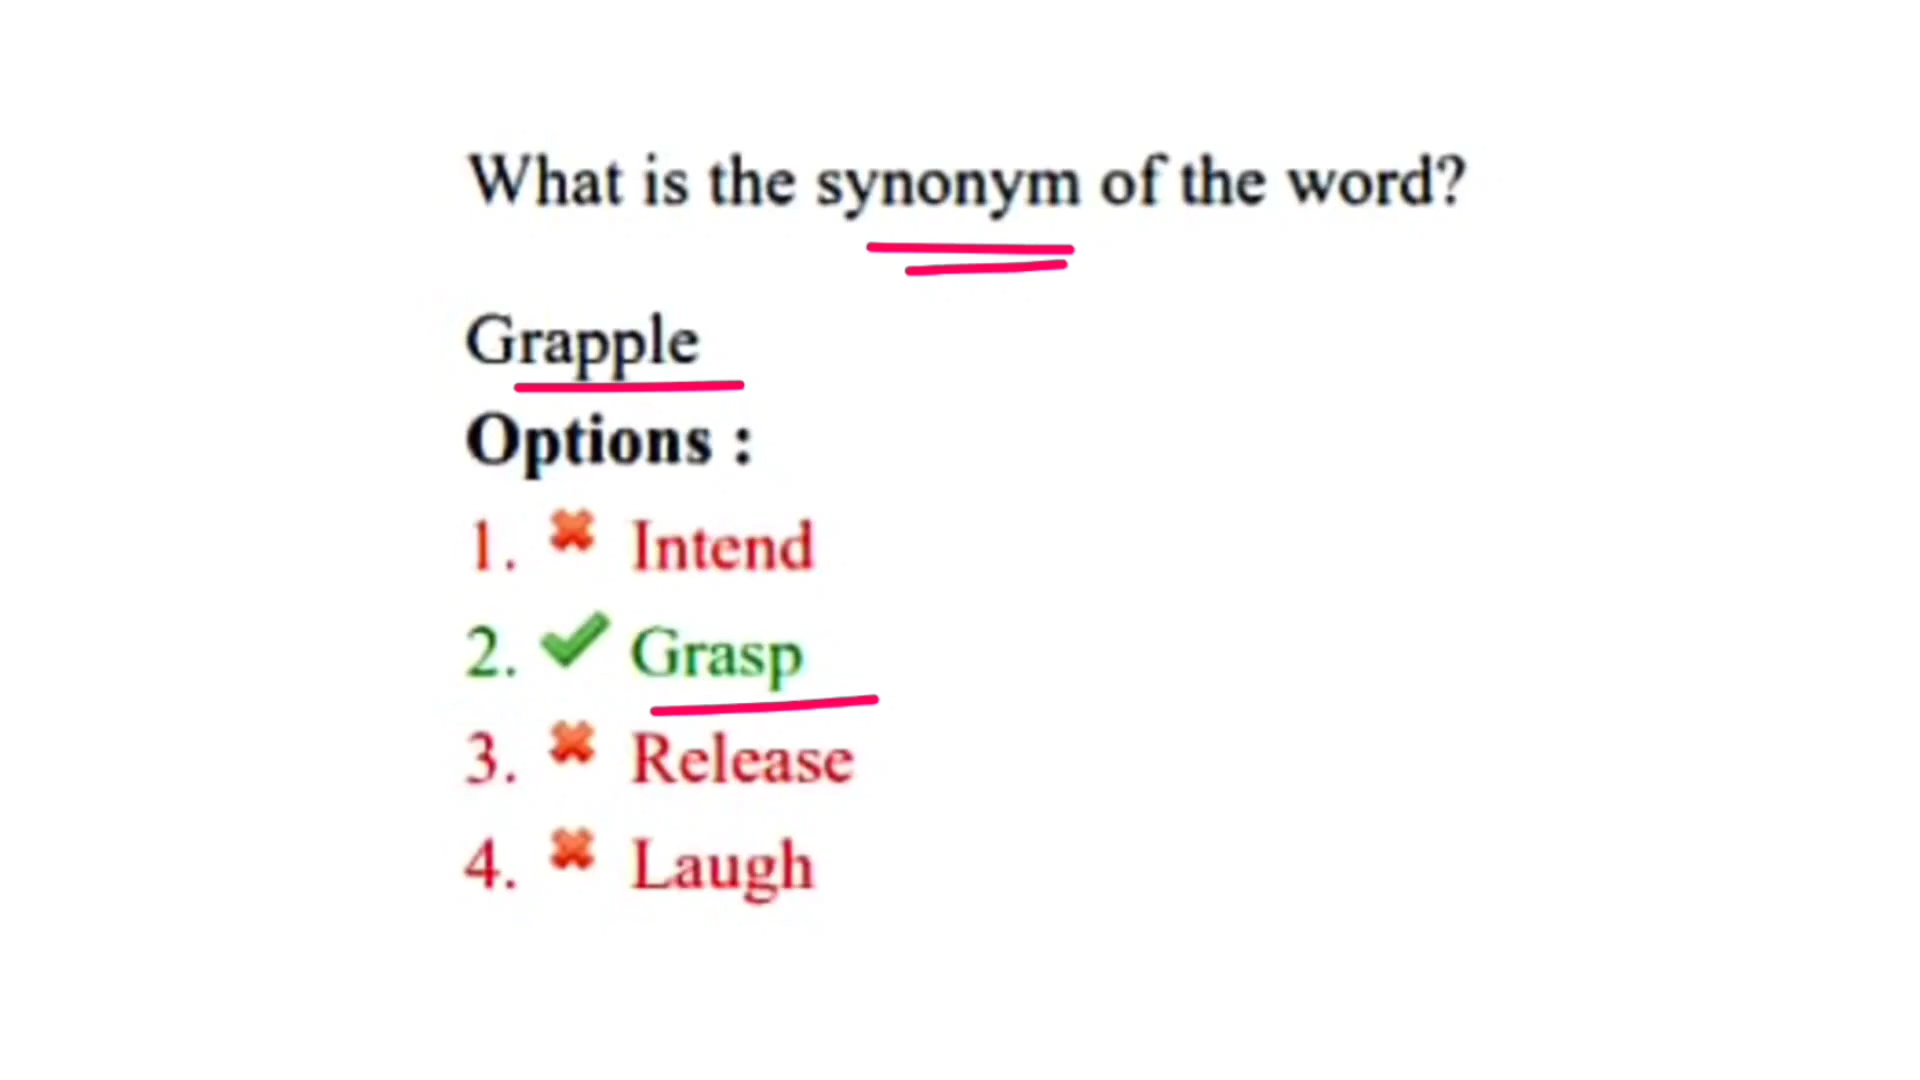 What is the synonym of the word?
Grapple
Options :
1. Intend
2. Grasp
3. Release
4. Laugh